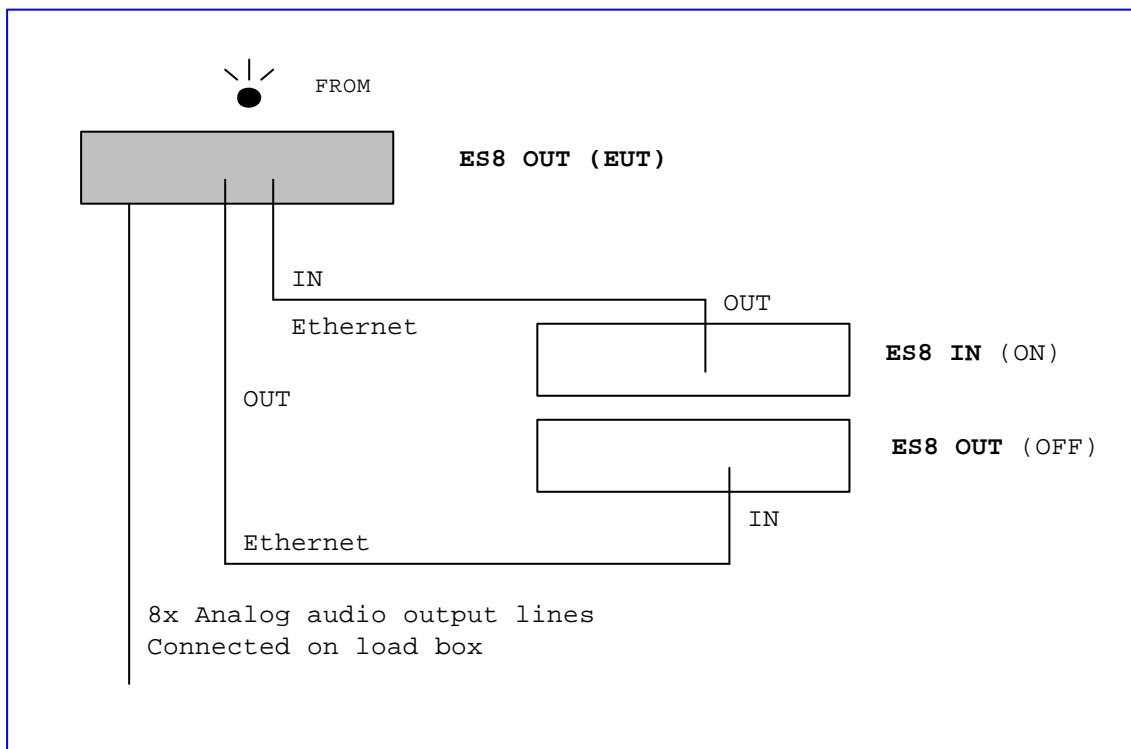 FROM
ES8 OUT (EUT)
IN
OUT
Ethernet
ES8 IN (ON)
OUT
ES8 OUT (OFF)
IN
Ethernet
8x Analog audio output lines
Connected on load box